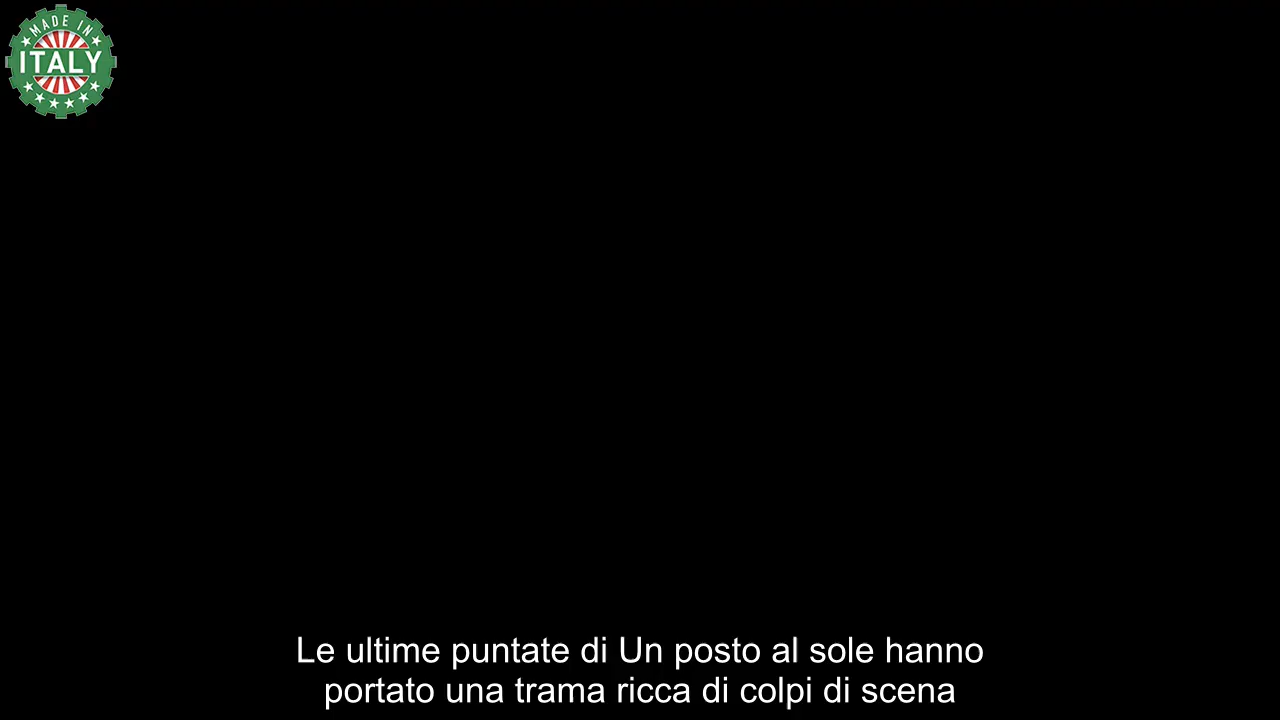 MADE IN
ITALY
Le ultime puntate di Un posto al sole hanno
portato una trama ricca di colpi di scena